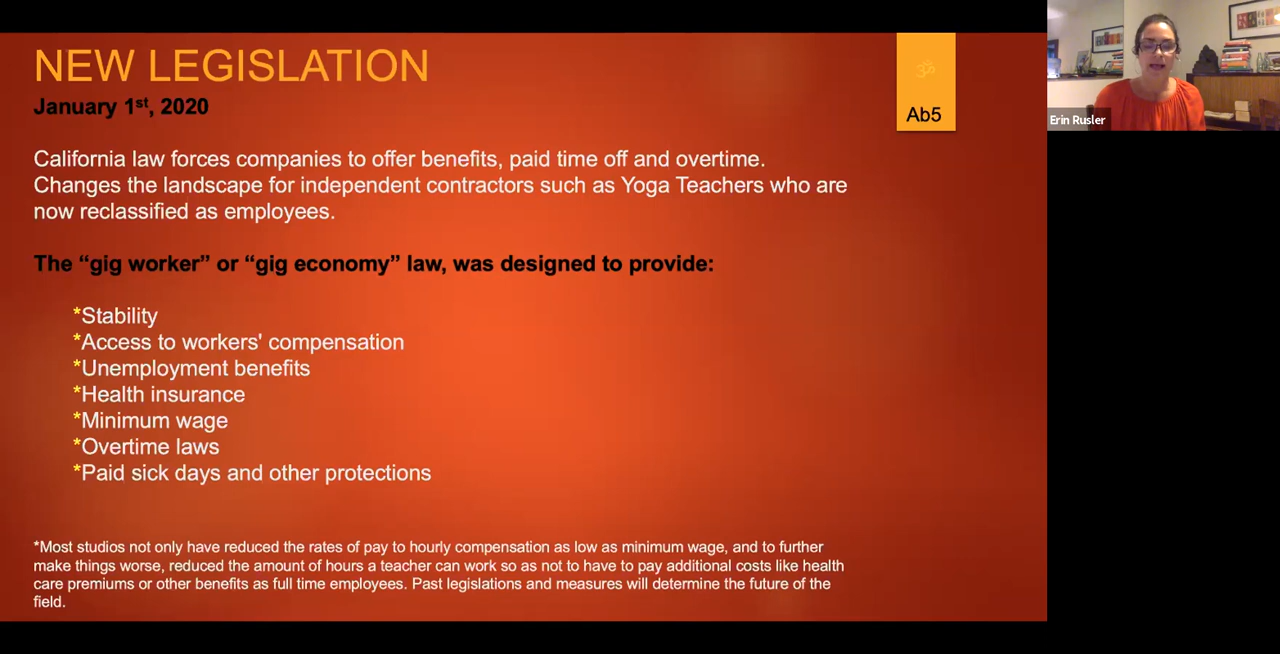 NEW LEGISLATION
January 1st, 2020
ॐ
Ab5
California law forces companies to offer benefits, paid time off and overtime.
Changes the landscape for independent contractors such as Yoga Teachers who are
now reclassified as employees.
The “gig worker” or “gig economy” law, was designed to provide:
*Stability
*Access to workers' compensation
*Unemployment benefits
*Health insurance
*Minimum wage
*Overtime laws
*Paid sick days and other protections
*Most studios not only have reduced the rates of pay to hourly compensation as low as minimum wage, and to further
make things worse, reduced the amount of hours a teacher can work so as not to have to pay additional costs like health
care premiums or other benefits as full time employees. Past legislations and measures will determine the future of the
field.
Erin Rusler